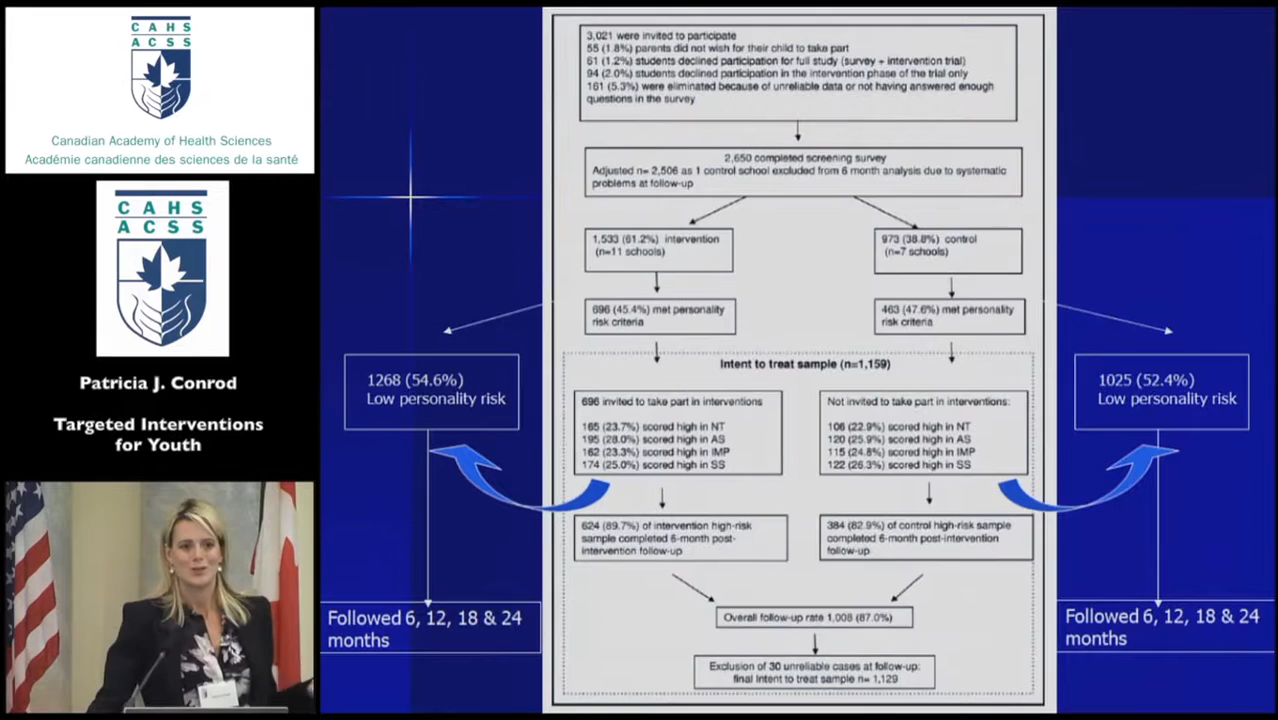 CAHS
ACSS
Canadian Academy of Health Sciences
Académie canadienne des sciences de la santé
CAHS
ACSS
Patricia J. Conrod
Targeted Interventions
for Youth
3,021 were invited to participate
55 (1.8%) parents did not wish for their child to take part
61 (1.2%) students declined participation for full study (survey + intervention trial)
94 (2.0%) students declined participation in the intervention phase of the trial only
161 (5.3%) were eliminated because of unreliable data or not having answered enough
questions in the survey
2,650 completed screening survey
Adjusted n= 2,506 as 1 control school excluded from 6 month analysis due to systematic
problems at follow-up
1,533 (61.2%) intervention
(n=11 schools)
973 (38.8%) control
(n=7 schools)
696 (45.4%) met personality
risk criteria
463 (47.6%) met personality
risk criteria
Intent to treat sample (n=1,159)
1268 (54.6%)
Low personality risk
1025 (52.4%)
Low personality risk
696 invited to take part in interventions
165 (23.7%) scored high in NT
195 (28.0%) scored high in AS
162 (23.3%) scored high in IMP
174 (25.0%) scored high in SS
Not invited to take part in interventions:
106 (22.9%) scored high in NT
120 (25.9%) scored high in AS
115 (24.8%) scored high in IMP
122 (26.3%) scored high in SS
624 (89.7%) of intervention high-risk
sample completed 6-month post-
intervention follow-up
384 (82.9%) of control high-risk sample
completed 6-month post-intervention
follow-up
Overall follow-up rate 1,008 (87.0%)
Exclusion of 30 unreliable cases at follow-up:
final Intent to treat sample n= 1,129
Followed 6, 12, 18 & 24
months
Followed 6, 12, 18 & 24
months